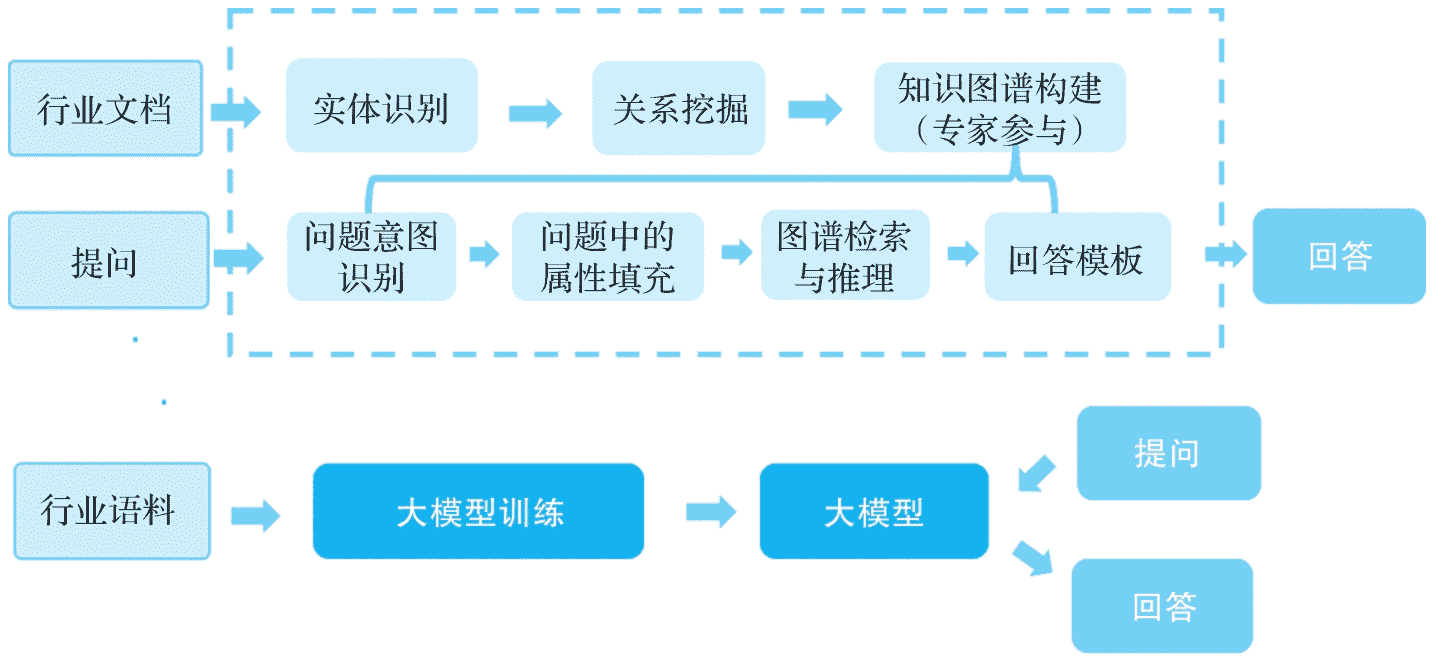 行业文档
实体识别
关系挖掘
知识图谱构建
（专家参与）
提问
问题意图
识别
问题中的
属性填充
图谱检索
与推理
回答模板
回答
行业语料
大模型训练
大模型
提问
回答